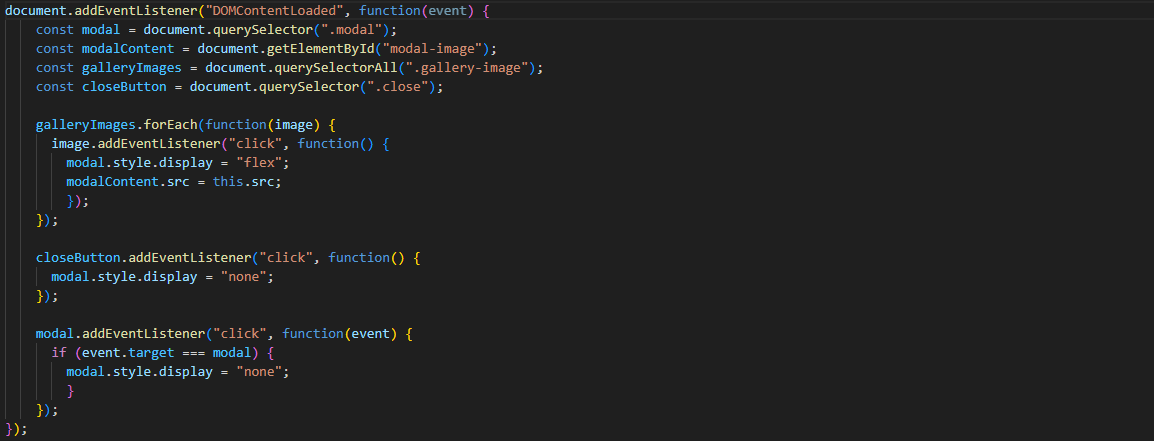 document.addEventListener("DOMContentLoaded", function(event) {
    const modal = document.querySelector(".modal");
    const modalContent = document.getElementById("modal-image");
    const galleryImages = document.querySelectorAll(".gallery-image");
    const closeButton = document.querySelector(".close");

    galleryImages.forEach(function(image) {
      image.addEventListener("click", function() {
        modal.style.display = "flex";
        modalContent.src = this.src;
        });
    });

    closeButton.addEventListener("click", function() {
      modal.style.display = "none";
    });

    modal.addEventListener("click", function(event) {
      if (event.target === modal) {
        modal.style.display = "none";
        }
    });
});